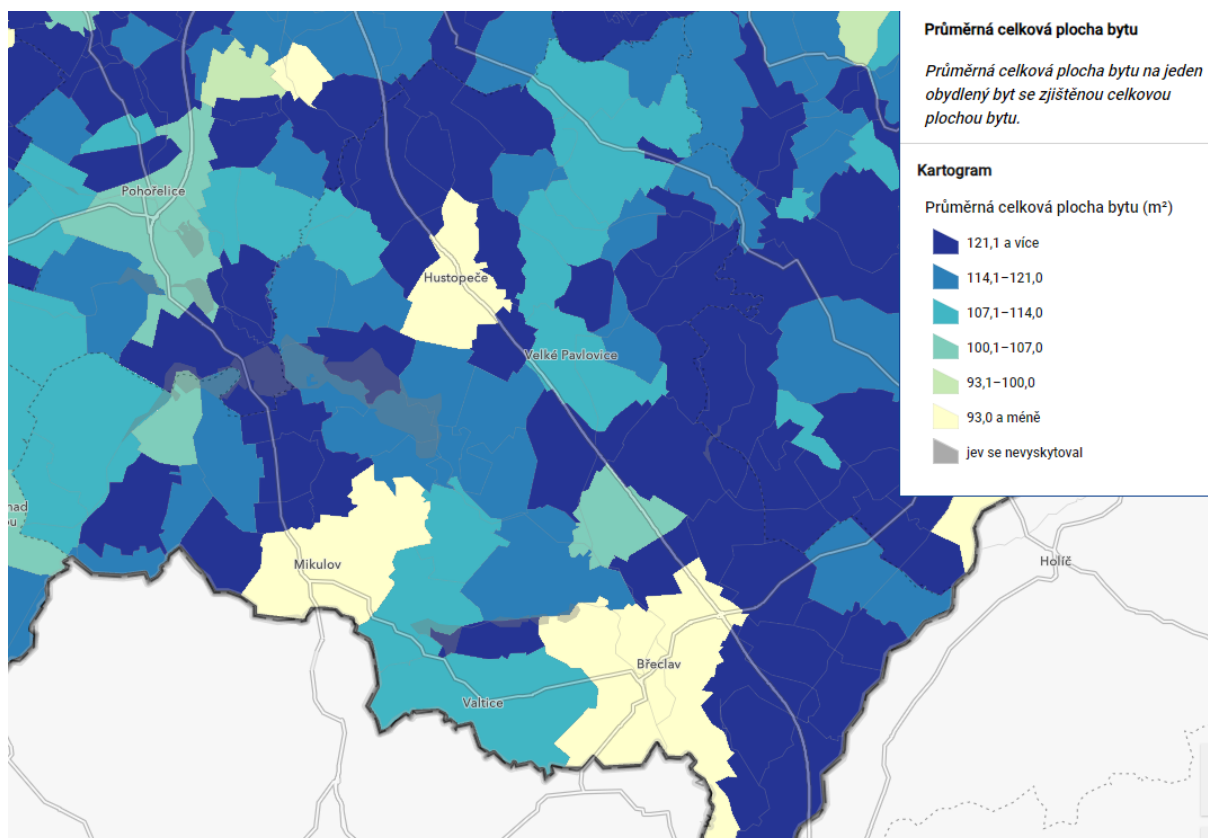 Průměrná celková plocha bytu
Průměrná celková plocha bytu na jeden
obydlený byt se zjištěnou celkovou
plochou bytu.
Kartogram
Průměrná celková plocha bytu (m²)
121,1 a více
114,1–121,0
107,1–114,0
100,1–107,0
93,1–100,0
93,0 a méně
jev se nevyskytoval
Pohořelice
Hustopeče
Velké Pavlovice
nad
ou
Mikulov
Holíč
Břeclav
Valtice